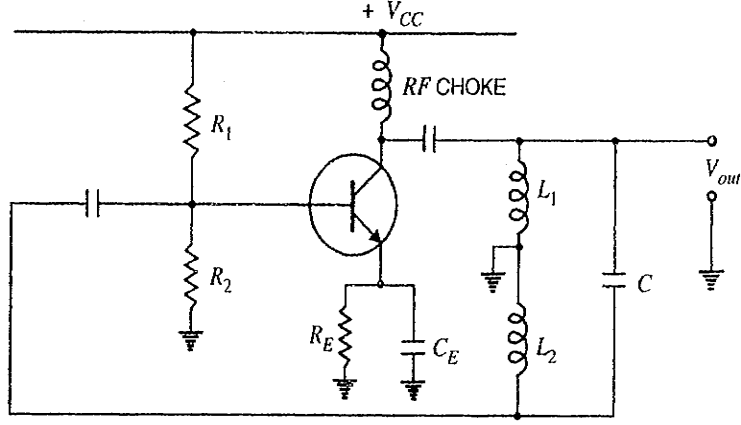 + V_CC
RF CHOKE
R_1
L_1
V_out
R_2
C
R_E
C_E
L_2